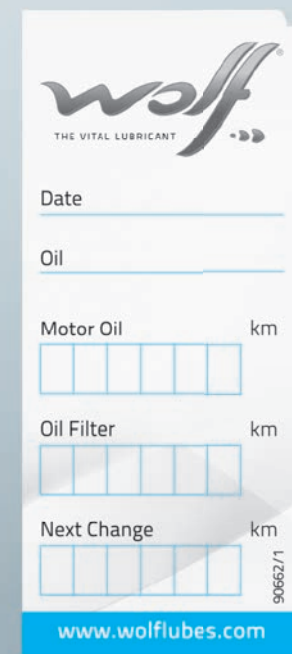 wolf®
THE VITAL LUBRICANT
Date
Oil
Motor Oil km
Oil Filter km
Next Change km
90662/1
www.wolflubes.com